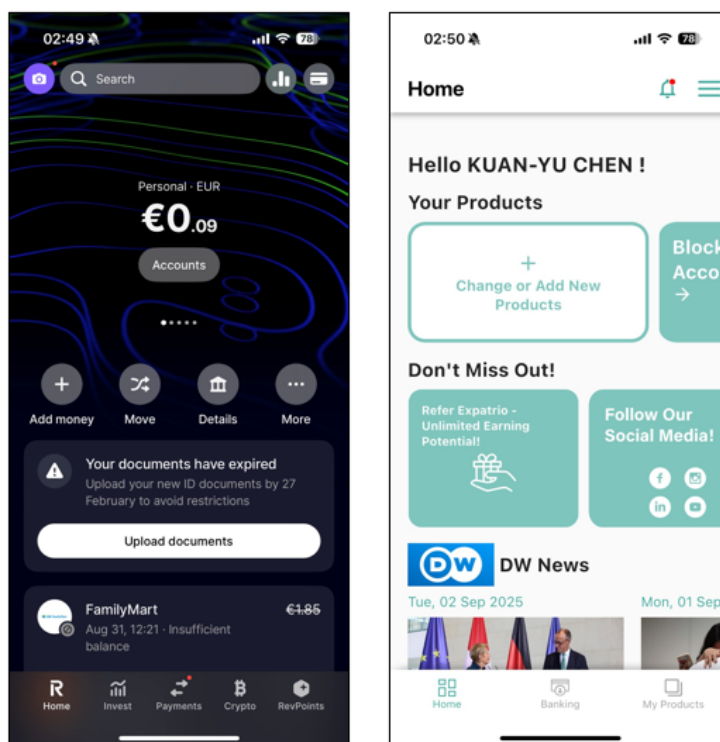 02:49
78
Search
Personal · EUR
€0.09
Accounts
Add money
Move
Details
More
Your documents have expired
Upload your new ID documents by 27
February to avoid restrictions
Upload documents
FamilyMart
€1.85
Aug 31, 12:21 · Insufficient
balance
R
Home
Invest
Payments
Crypto
RevPoints
02:50
78
Home
Hello KUAN-YU CHEN !
Your Products
+
Change or Add New
Products
Block
Acco
→
Don't Miss Out!
Refer Expatrio -
Unlimited Earning
Potential!
Follow Our
Social Media!
f
in
DW
DW News
Tue, 02 Sep 2025
Mon, 01 Sep
Home
Banking
My Products